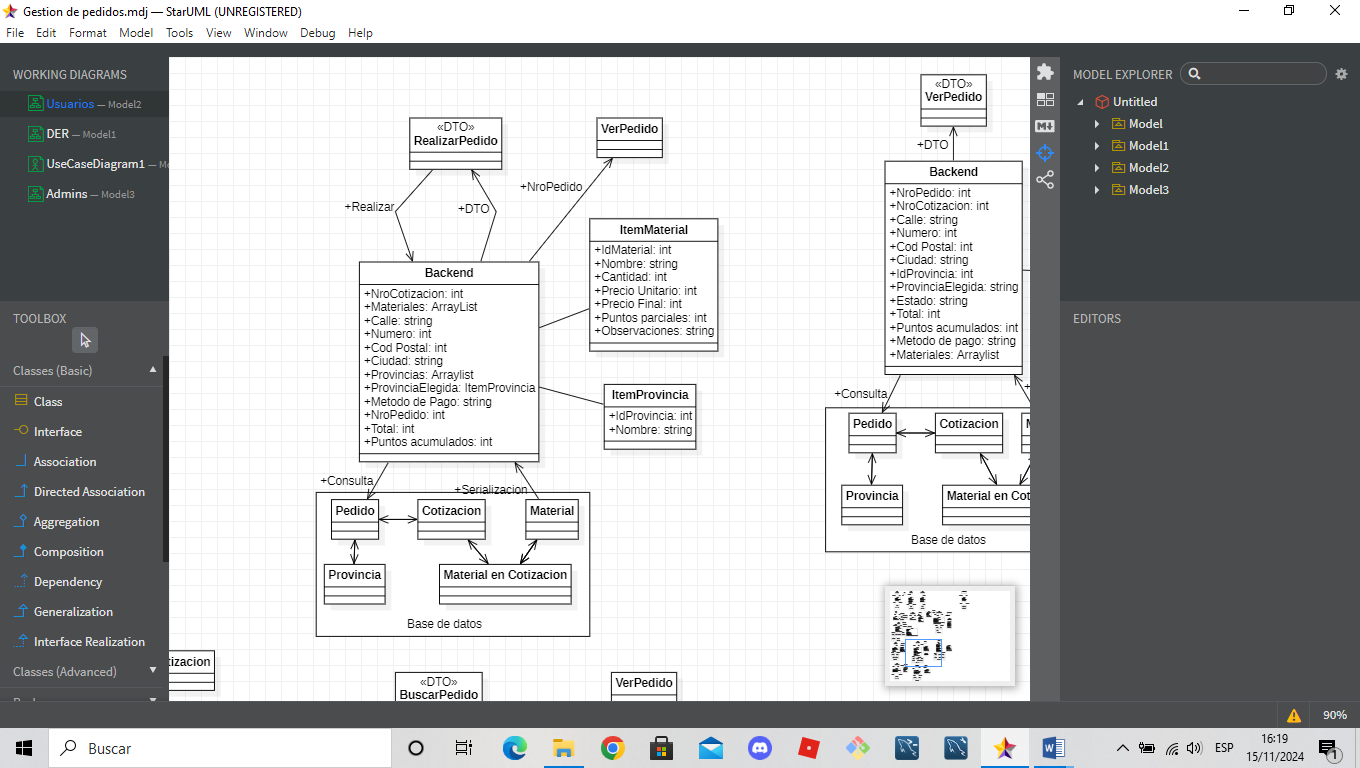 Gestion de pedidos.mdj — StarUML (UNREGISTERED)
File Edit Format Model Tools View Window Debug Help
WORKING DIAGRAMS
Usuarios — Model2
DER — Model1
UseCaseDiagram1 — Mo
Admins — Model3
TOOLBOX
Classes (Basic)
Class
Interface
Association
Directed Association
Aggregation
Composition
Dependency
Generalization
Interface Realization
Classes (Advanced)
«DTO»
RealizarPedido
VerPedido
+Realizar
+DTO
+NroPedido
Backend
+NroCotizacion: int
+Materiales: ArrayList
+Calle: string
+Numero: int
+Cod Postal: int
+Ciudad: string
+Provincias: Arraylist
+ProvinciaElegida: ItemProvincia
+Metodo de Pago: string
+NroPedido: int
+Total: int
+Puntos acumulados: int
ItemMaterial
+IdMaterial: int
+Nombre: string
+Cantidad: int
+Precio Unitario: int
+Precio Final: int
+Puntos parciales: int
+Observaciones: string
ItemProvincia
+IdProvincia: int
+Nombre: string
+Consulta
+Serializacion
Pedido
Cotizacion
Material
Provincia
Material en Cotizacion
Base de datos
tizacion
«DTO»
BuscarPedido
VerPedido
«DTO»
VerPedido
+DTO
Backend
+NroPedido: int
+NroCotizacion: int
+Calle: string
+Numero: int
+Cod Postal: int
+Ciudad: string
+IdProvincia: int
+ProvinciaElegida: string
+Estado: string
+Total: int
+Puntos acumulados: int
+Metodo de pago: string
+Materiales: Arraylist
+Consulta
Pedido
Cotizacion
M
Provincia
Material en Cot
Base de datos
MODEL EXPLORER
Untitled
Model
Model1
Model2
Model3
EDITORS
90%
Buscar
ESP
16:19
15/11/2024
1